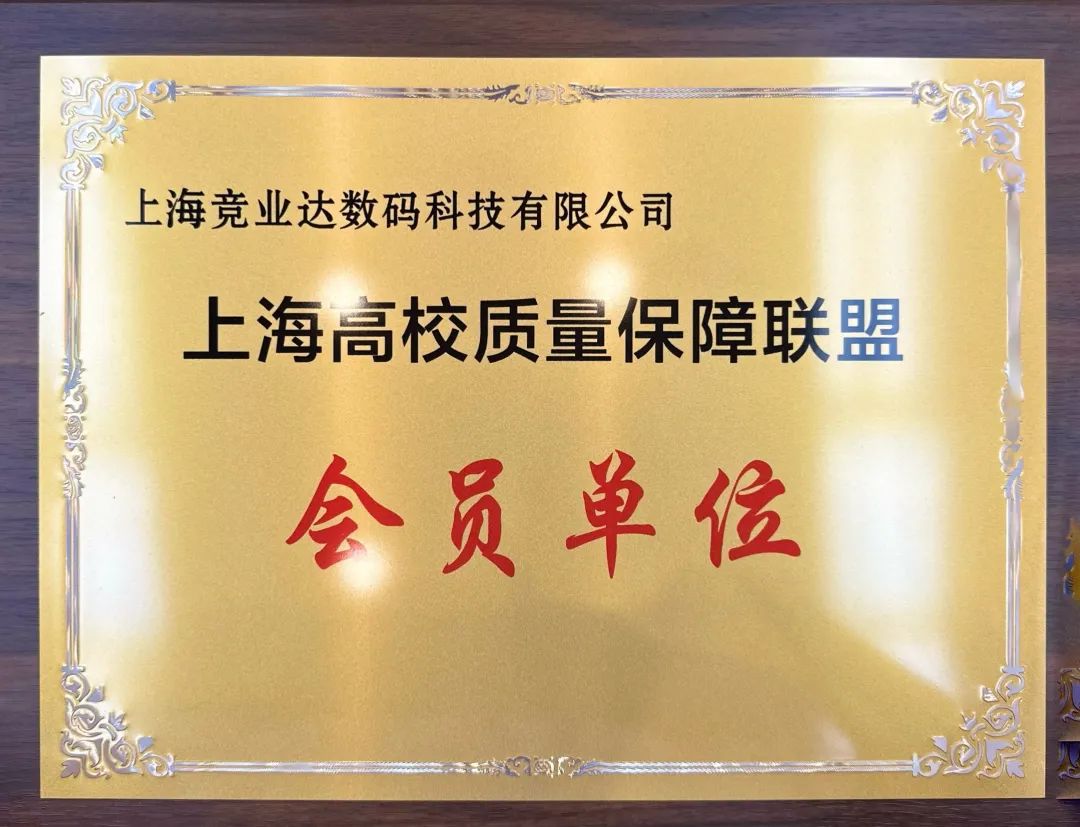 上海竞业达数码科技有限公司
上海高校质量保障联盟
会员单位